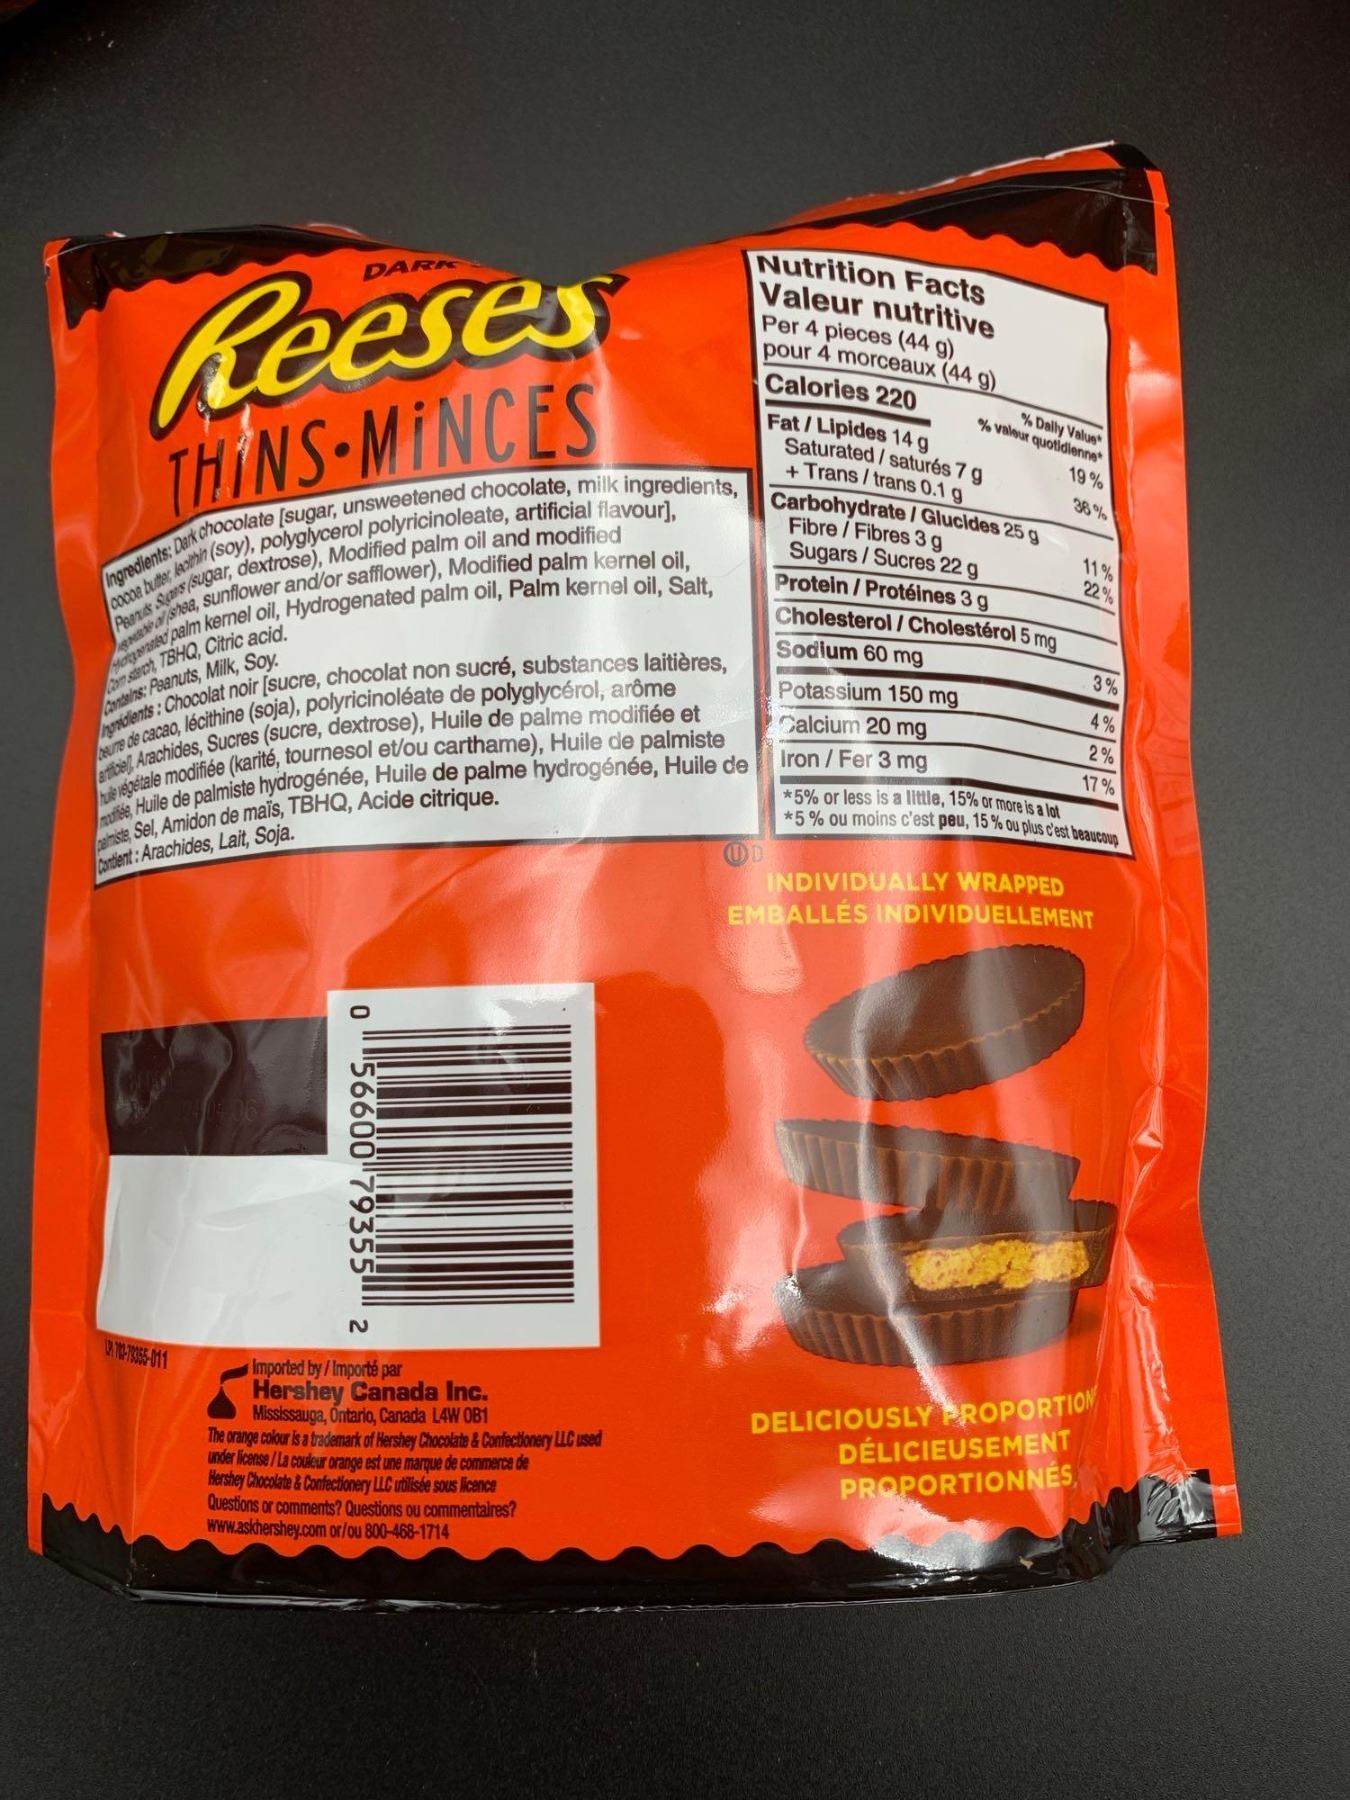 DARK
Reese's
THiNS•MiNCES
Ingredients: Dark chocolate [sugar, unsweetened chocolate, milk ingredients,
cocoa butter, lecithin (soy), polyglycerol polyricinoleate, artificial flavour],
Peanuts, Sugars (sugar, dextrose), Modified palm oil and modified
vegetable oil (shea, sunflower and/or safflower), Modified palm kernel oil,
Hydrogenated palm kernel oil, Hydrogenated palm oil, Palm kernel oil, Salt,
Corn starch, TBHQ, Citric acid.
Contains: Peanuts, Milk, Soy.
Ingrédients : Chocolat noir [sucre, chocolat non sucré, substances laitières,
beurre de cacao, lécithine (soja), polyricinoléate de polyglycérol, arôme
artificiel], Arachides, Sucres (sucre, dextrose), Huile de palme modifiée et
huile végétale modifiée (karité, tournesol et/ou carthame), Huile de palmiste
modifiée, Huile de palmiste hydrogénée, Huile de palme hydrogénée, Huile de
palmiste, Sel, Amidon de maïs, TBHQ, Acide citrique.
Contient : Arachides, Lait, Soja.
Nutrition Facts
Valeur nutritive
Per 4 pieces (44 g)
pour 4 morceaux (44 g)
Calories 220
% Daily Value*
% valeur quotidienne*
Fat / Lipides 14 g 19 %
Saturated / saturés 7 g
+ Trans / trans 0.1 g 36 %
Carbohydrate / Glucides 25 g
Fibre / Fibres 3 g 11 %
Sugars / Sucres 22 g 22 %
Protein / Protéines 3 g
Cholesterol / Cholestérol 5 mg
Sodium 60 mg 3 %
Potassium 150 mg 4 %
Calcium 20 mg 2 %
Iron / Fer 3 mg 17 %
*5% or less is a little, 15% or more is a lot
*5 % ou moins c'est peu, 15 % ou plus c'est beaucoup
U D
INDIVIDUALLY WRAPPED
EMBALLÉS INDIVIDUELLEMENT
0 56600 79355 2
LPI 703-79355-011
Imported by / Importé par
Hershey Canada Inc.
Mississauga, Ontario, Canada L4W 0B1
The orange colour is a trademark of Hershey Chocolate & Confectionery LLC used
under license / La couleur orange est une marque de commerce de
Hershey Chocolate & Confectionery LLC utilisée sous licence
Questions or comments? Questions ou commentaires?
www.askhershey.com or/ou 800-468-1714
DELICIOUSLY PROPORTION
DÉLICIEUSEMENT
PROPORTIONNÉS